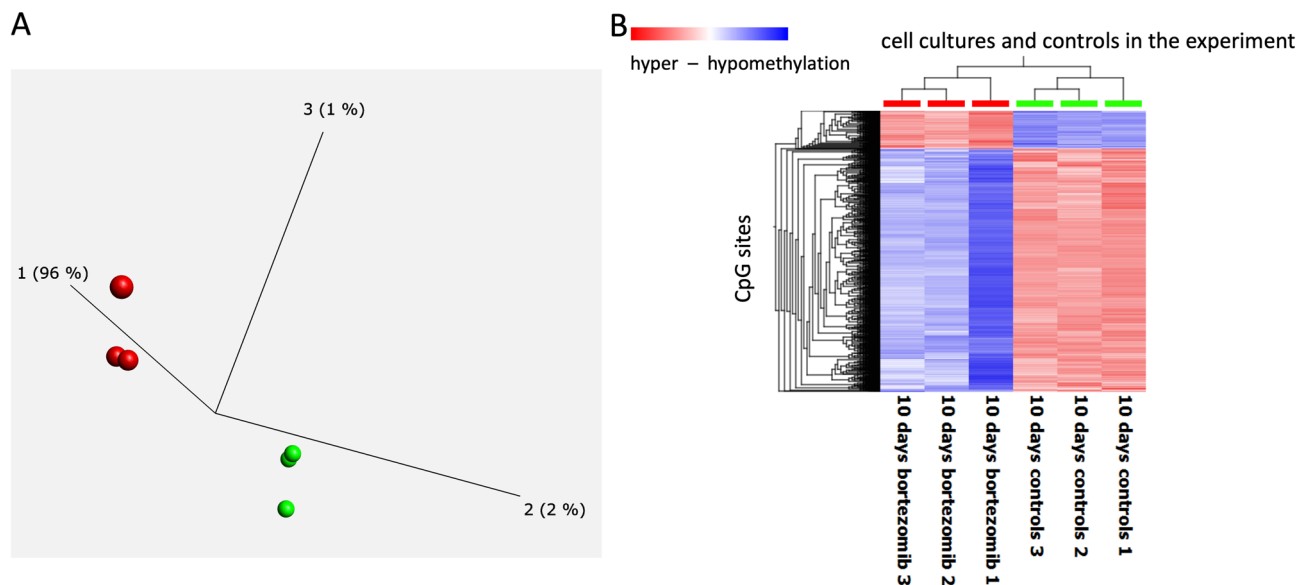 A
3 (1 %)
1 (96 %)
2 (2 %)
B
hyper – hypomethylation
cell cultures and controls in the experiment
CpG sites
10 days bortezomib 3
10 days bortezomib 2
10 days bortezomib 1
10 days controls 3
10 days controls 2
10 days controls 1